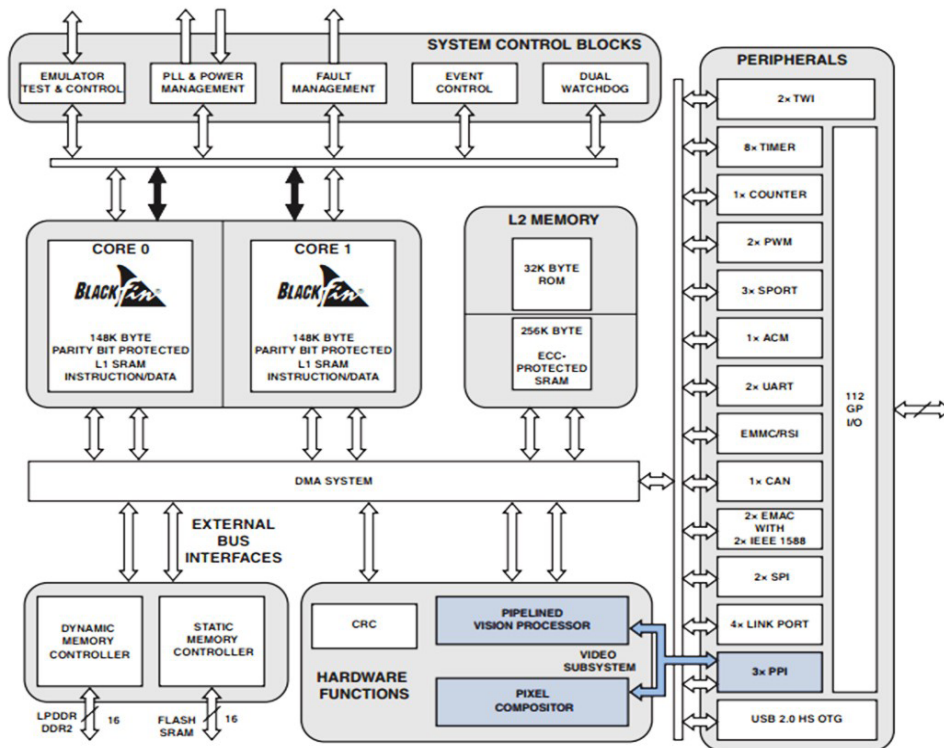 SYSTEM CONTROL BLOCKS
EMULATOR
TEST & CONTROL
PLL & POWER
MANAGEMENT
FAULT
MANAGEMENT
EVENT
CONTROL
DUAL
WATCHDOG
CORE 0
BLACKfin®
148K BYTE
PARITY BIT PROTECTED
L1 SRAM
INSTRUCTION/DATA
CORE 1
BLACKfin®
148K BYTE
PARITY BIT PROTECTED
L1 SRAM
INSTRUCTION/DATA
L2 MEMORY
32K BYTE
ROM
256K BYTE
ECC-
PROTECTED
SRAM
DMA SYSTEM
EXTERNAL
BUS
INTERFACES
DYNAMIC
MEMORY
CONTROLLER
STATIC
MEMORY
CONTROLLER
LPDDR
DDR2
16
FLASH
SRAM
16
CRC
HARDWARE
FUNCTIONS
PIPELINED
VISION PROCESSOR
VIDEO
SUBSYSTEM
PIXEL
COMPOSITOR
PERIPHERALS
2× TWI
8× TIMER
1× COUNTER
2× PWM
3× SPORT
1× ACM
2× UART
EMMC/RSI
1× CAN
2× EMAC
WITH
2× IEEE 1588
2× SPI
4× LINK PORT
3× PPI
USB 2.0 HS OTG
112
GP
I/O